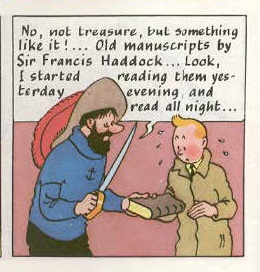 No, not treasure, but something
like it!... Old manuscripts by
Sir Francis Haddock... Look,
I started reading them yes-
terday evening and
read all night...